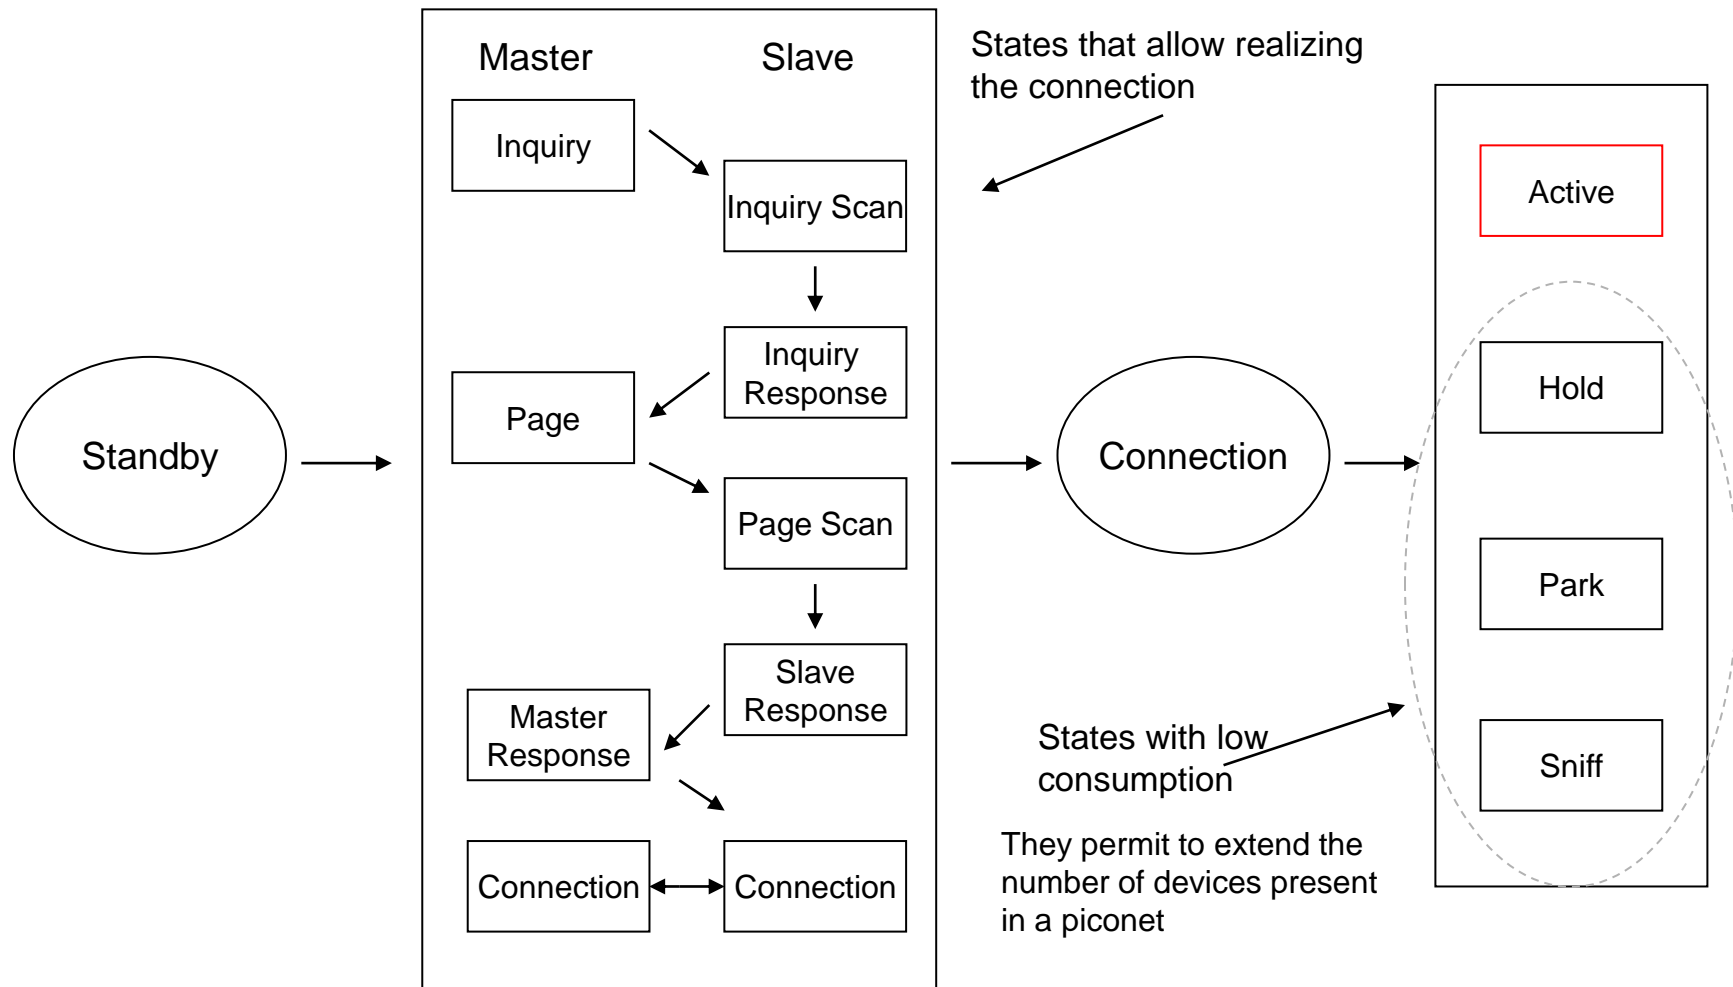 Master
Slave
States that allow realizing
the connection
Inquiry
Active
Inquiry Scan
Inquiry
Response
Hold
Page
Standby
Connection
Page Scan
Park
Slave
Response
Master
Response
States with low
consumption
Sniff
They permit to extend the
number of devices present
in a piconet
Connection
Connection